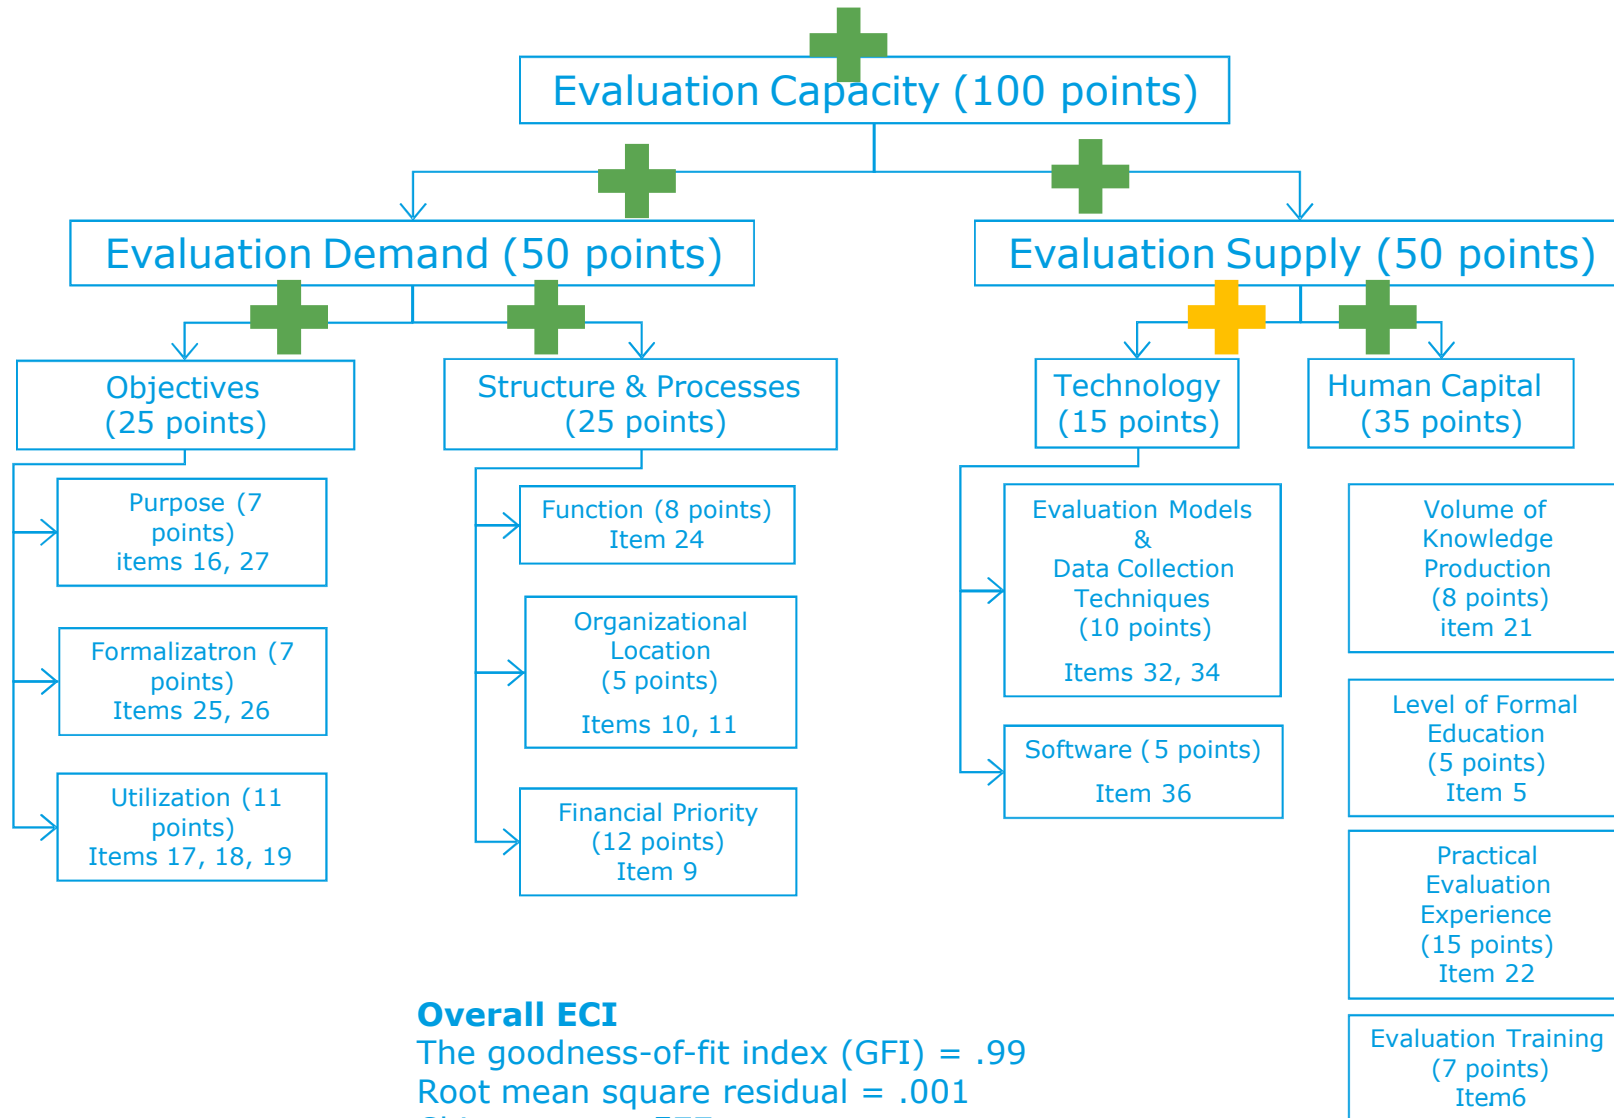 Evaluation Capacity (100 points)
Evaluation Demand (50 points)
Evaluation Supply (50 points)
Objectives
(25 points)
Structure & Processes
(25 points)
Technology
(15 points)
Human Capital
(35 points)
Purpose (7
points)
items 16, 27
Formalizatron (7
points)
Items 25, 26
Utilization (11
points)
Items 17, 18, 19
Function (8 points)
Item 24
Organizational
Location
(5 points)
Items 10, 11
Financial Priority
(12 points)
Item 9
Evaluation Models
&
Data Collection
Techniques
(10 points)
Items 32, 34
Software (5 points)
Item 36
Volume of
Knowledge
Production
(8 points)
item 21
Level of Formal
Education
(5 points)
Item 5
Practical
Evaluation
Experience
(15 points)
Item 22
Evaluation Training
(7 points)
Item6
Overall ECI
The goodness-of-fit index (GFI) = .99
Root mean square residual = .001